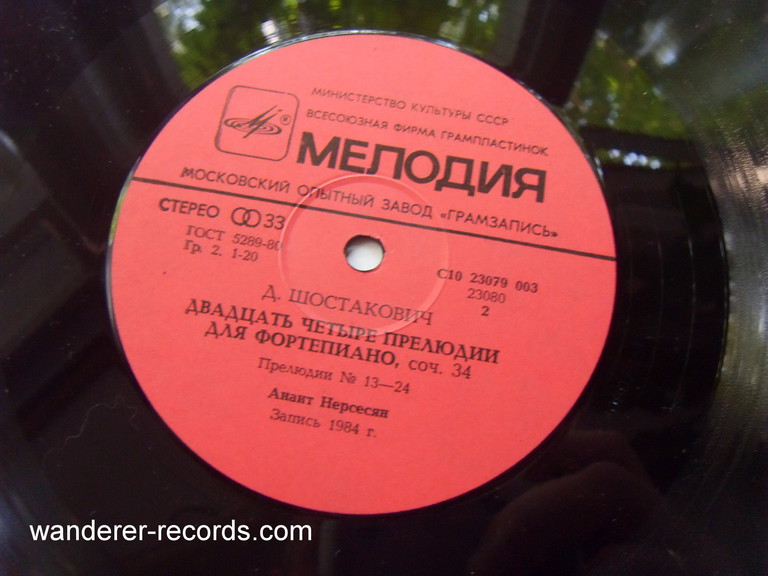 МИНИСТЕРСТВО КУЛЬТУРЫ СССР
ВСЕСОЮЗНАЯ ФИРМА ГРАМПЛАСТИНОК
® МЕЛОДИЯ
МОСКОВСКИЙ ОПЫТНЫЙ ЗАВОД «ГРАМЗАПИСЬ»
СТЕРЕО 33
ГОСТ 5289-80
Гр. 2. 1-20
С10 23079 003
23080
2
Д. ШОСТАКОВИЧ
ДВАДЦАТЬ ЧЕТЫРЕ ПРЕЛЮДИИ
ДЛЯ ФОРТЕПИАНО, соч. 34
Прелюдии № 13—24
Анаит Нерсесян
Запись 1984 г.
wanderer-records.com